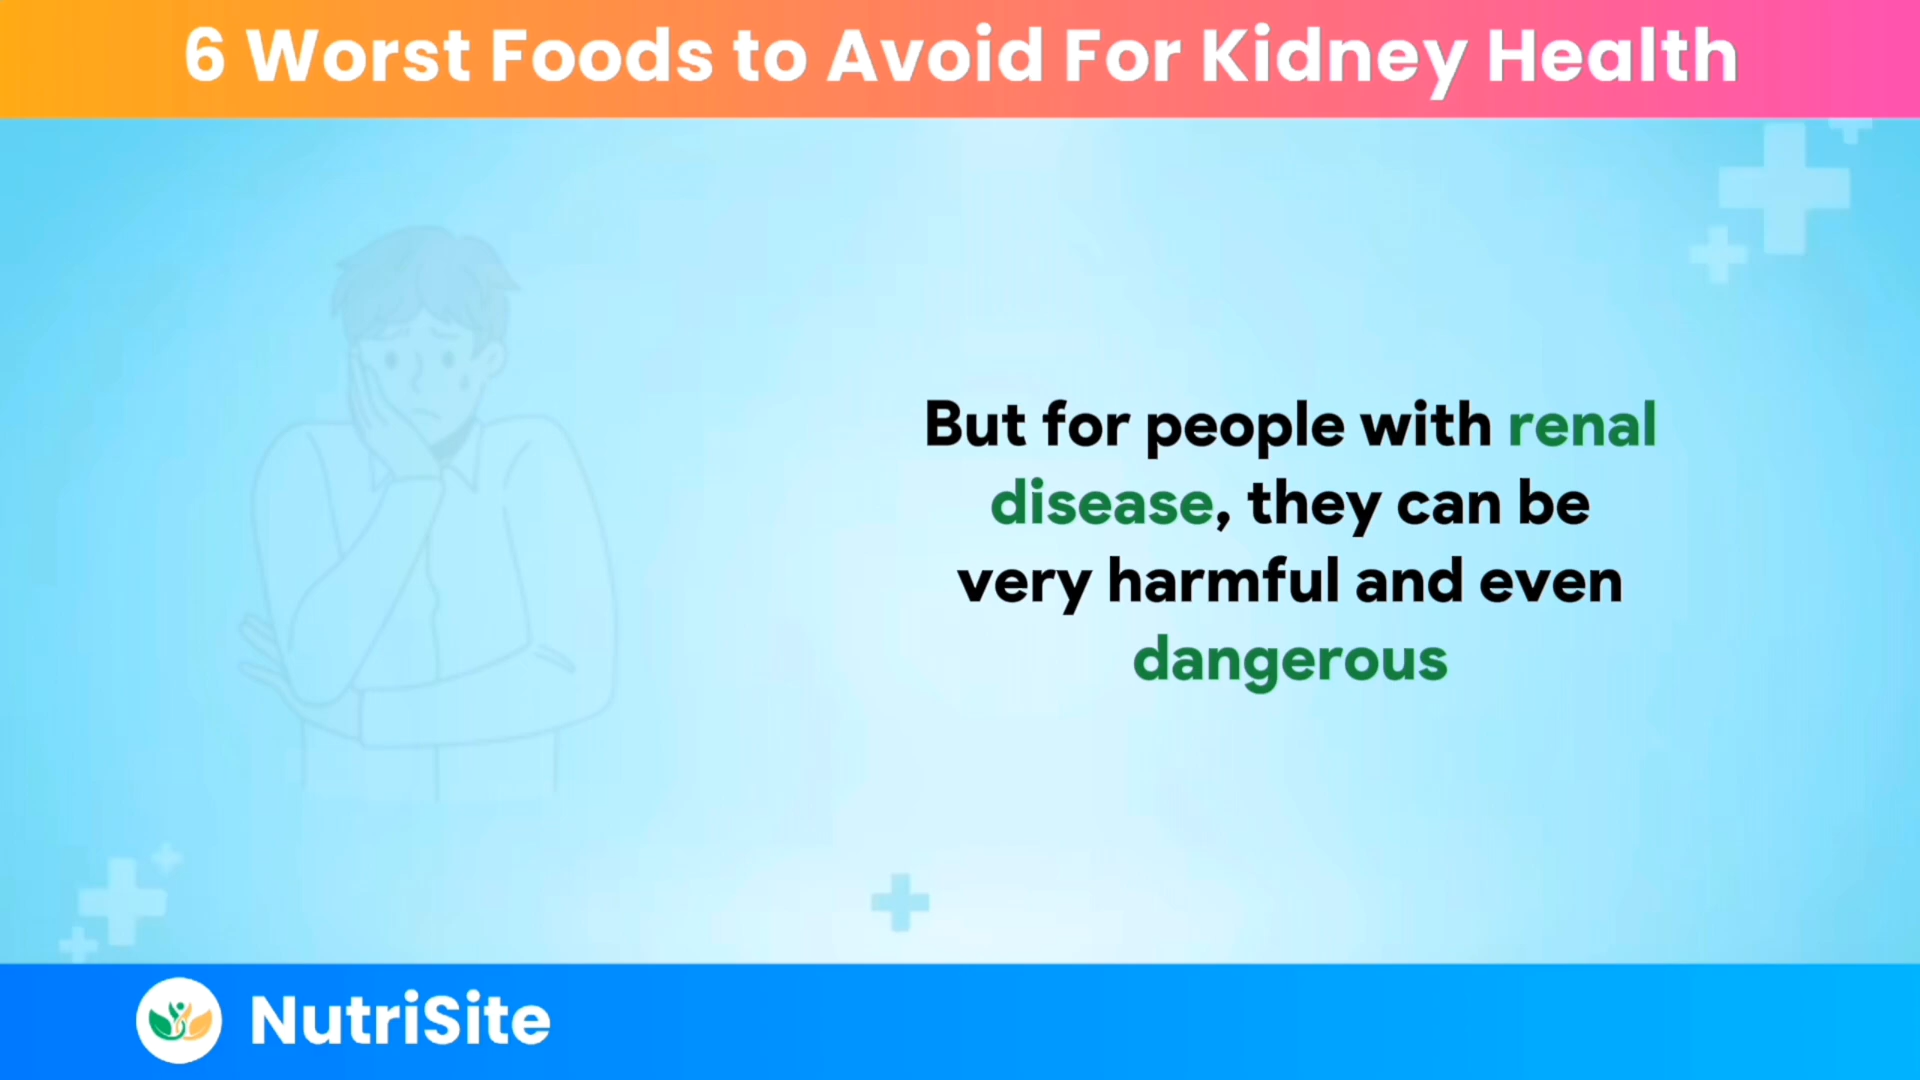 6 Worst Foods to Avoid For Kidney Health
But for people with renal
disease, they can be
very harmful and even
dangerous
NutriSite